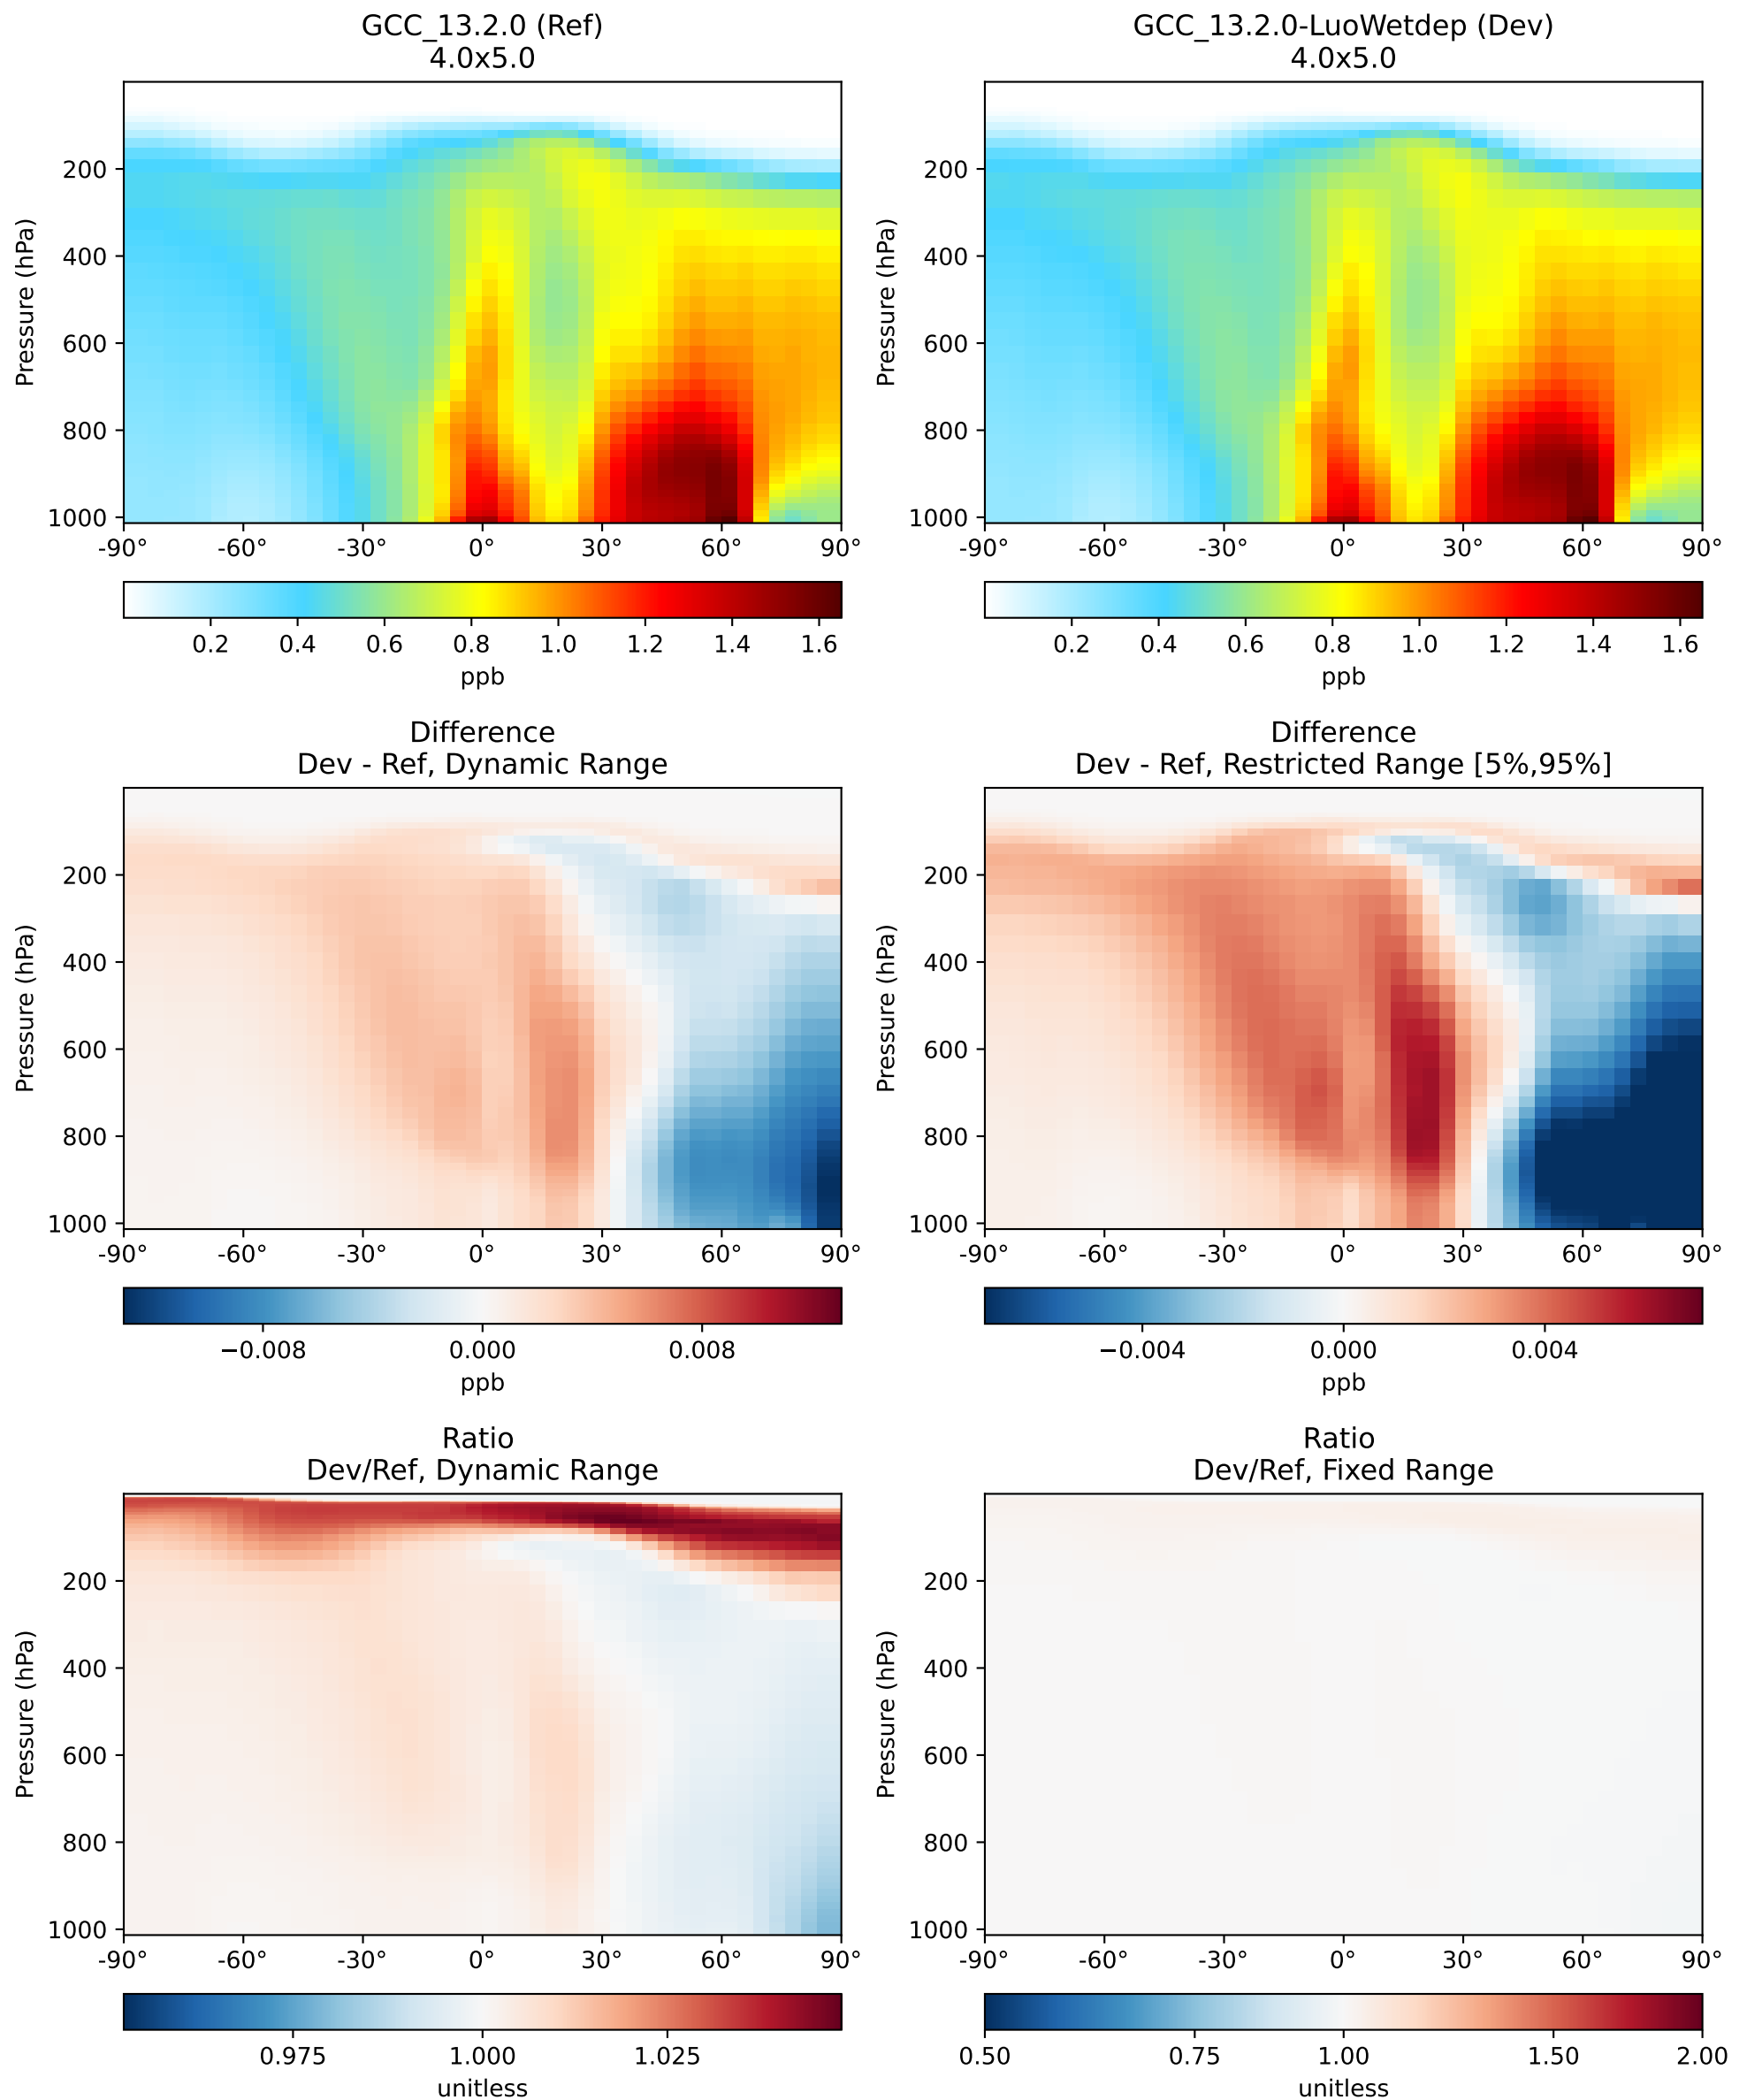 GCC_13.2.0 (Ref)
4.0x5.0
Pressure (hPa)
200
400
600
800
1000
-90° -60° -30° 0° 30° 60° 90°
0.2 0.4 0.6 0.8 1.0 1.2 1.4 1.6
ppb
GCC_13.2.0-LuoWetdep (Dev)
4.0x5.0
Pressure (hPa)
200
400
600
800
1000
-90° -60° -30° 0° 30° 60° 90°
0.2 0.4 0.6 0.8 1.0 1.2 1.4 1.6
ppb
Difference
Dev - Ref, Dynamic Range
Pressure (hPa)
200
400
600
800
1000
-90° -60° -30° 0° 30° 60° 90°
−0.008 0.000 0.008
ppb
Difference
Dev - Ref, Restricted Range [5%,95%]
Pressure (hPa)
200
400
600
800
1000
-90° -60° -30° 0° 30° 60° 90°
−0.004 0.000 0.004
ppb
Ratio
Dev/Ref, Dynamic Range
Pressure (hPa)
200
400
600
800
1000
-90° -60° -30° 0° 30° 60° 90°
0.975 1.000 1.025
unitless
Ratio
Dev/Ref, Fixed Range
Pressure (hPa)
200
400
600
800
1000
-90° -60° -30° 0° 30° 60° 90°
0.50 0.75 1.00 1.50 2.00
unitless